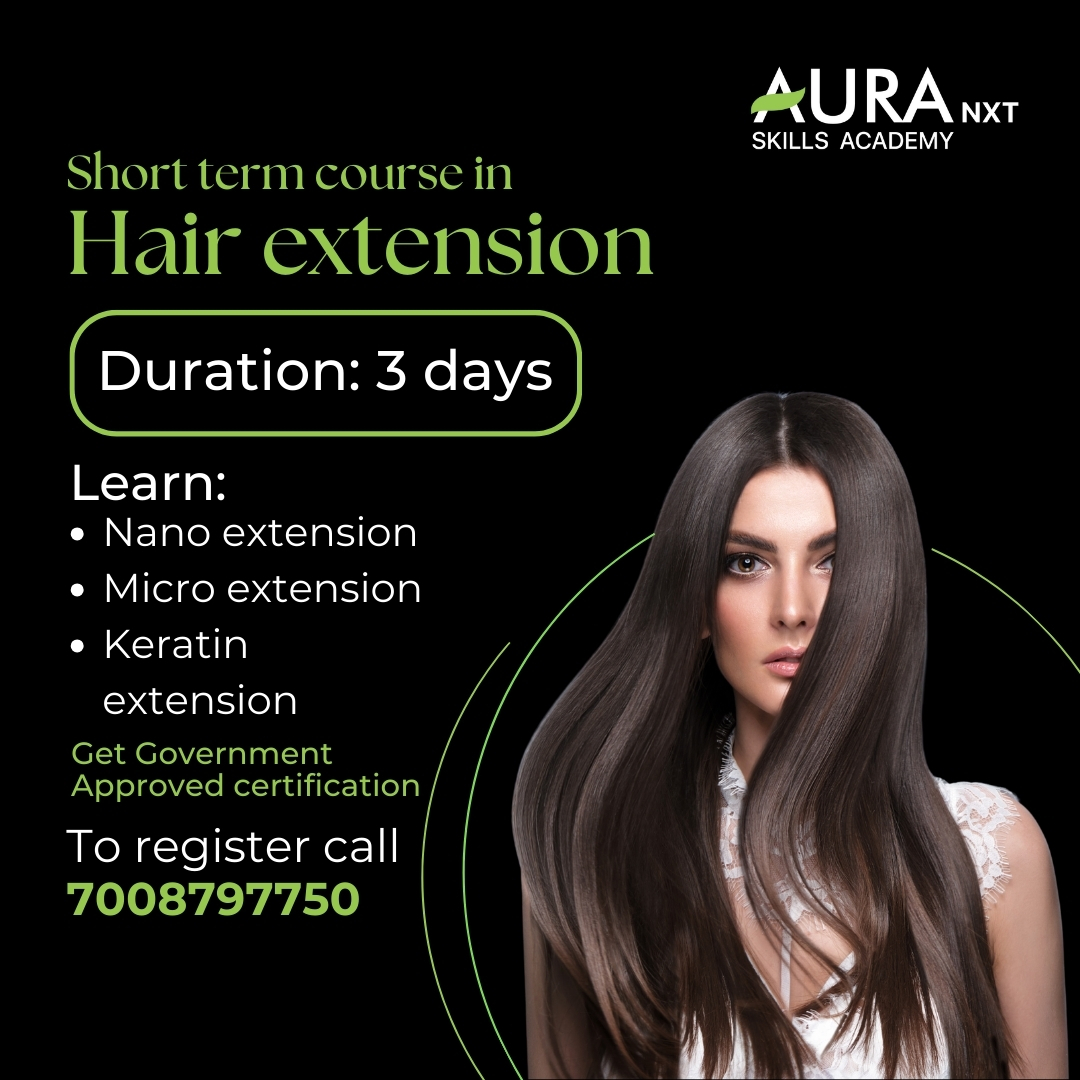 AURA NXT
SKILLS ACADEMY
Short term course in
Hair extension
Duration: 3 days
Learn:
• Nano extension
• Micro extension
• Keratin
extension
Get Government
Approved certification
To register call
7008797750